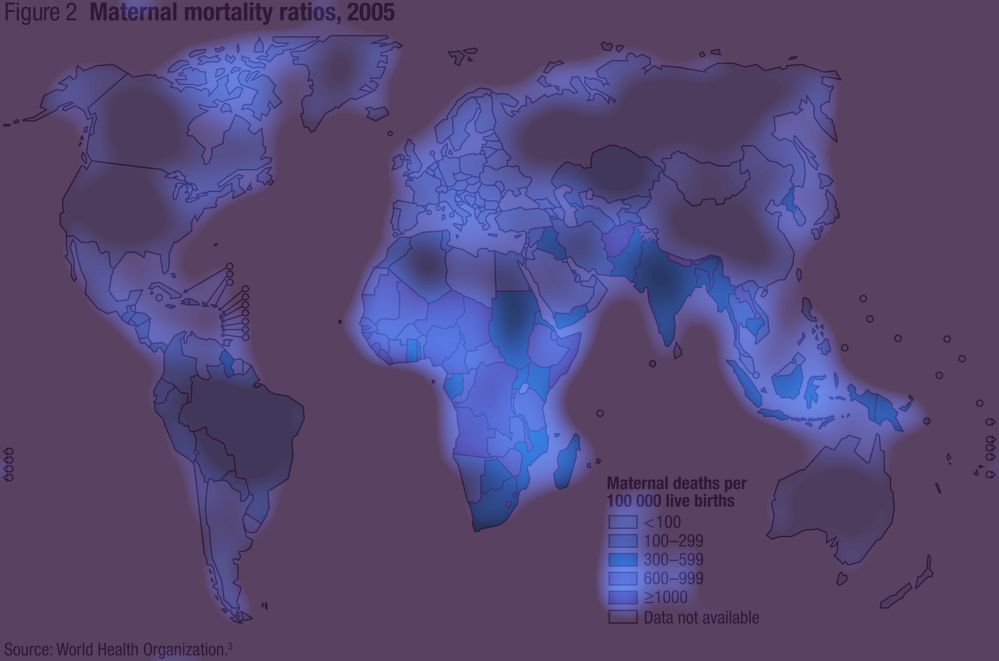 Figure 2 Maternal mortality ratios, 2005
Maternal deaths per
100 000 live births
<100
100–299
300–599
600–999
≥1000
Data not available
Source: World Health Organization.³